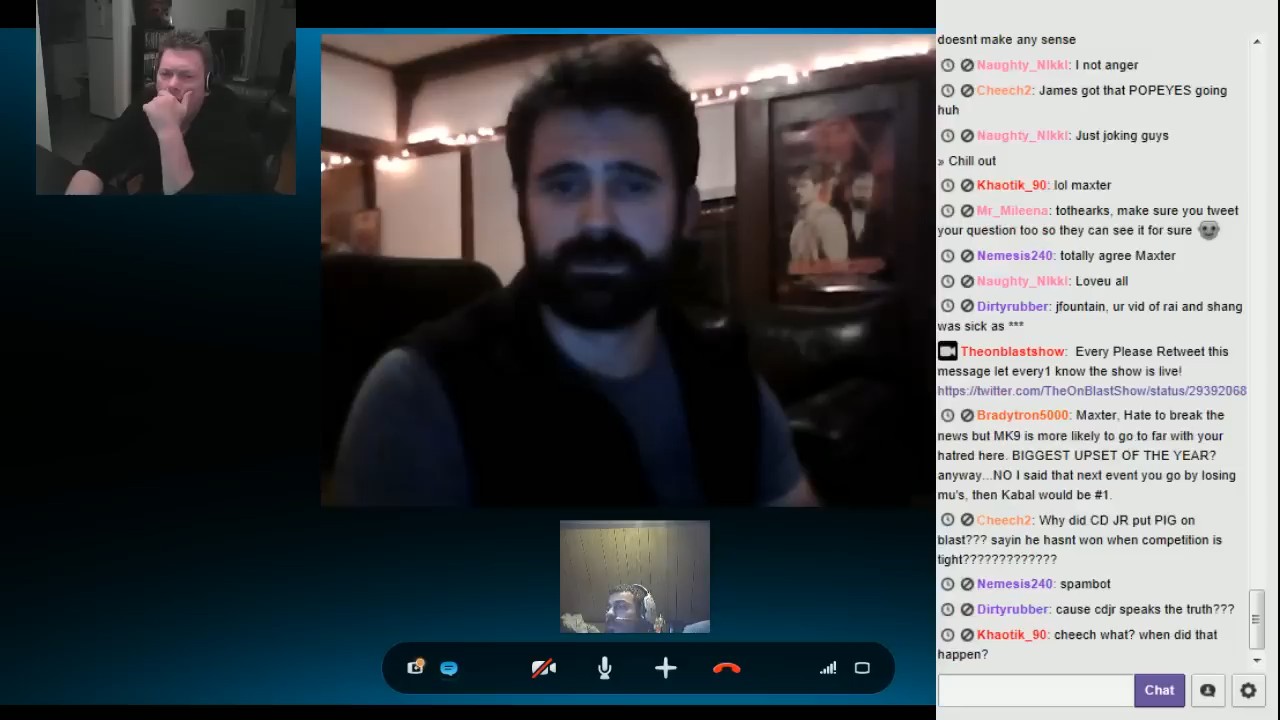 doesnt make any sense
Naughty_NIkkI: I not anger
Cheech2: James got that POPEYES going
huh
Naughty_NIkkI: Just joking guys
» Chill out
Khaotik_90: lol maxter
Mr_Mileena: tothearks, make sure you tweet
your question too so they can see it for sure
Nemesis240: totally agree Maxter
Naughty_NIkkI: Loveu all
Dirtyrubber: jfountain, ur vid of rai and shang
was sick as ***
Theonblastshow: Every Please Retweet this
message let every1 know the show is live!
https://twitter.com/TheOnBlastShow/status/29392068
Bradytron5000: Maxter, Hate to break the
news but MK9 is more likely to go to far with your
hatred here. BIGGEST UPSET OF THE YEAR?
anyway...NO I said that next event you go by losing
mu's, then Kabal would be #1.
Cheech2: Why did CD JR put PIG on
blast??? sayin he hasnt won when competition is
tight?????????????
Nemesis240: spambot
Dirtyrubber: cause cdjr speaks the truth???
Khaotik_90: cheech what? when did that
happen?
Chat